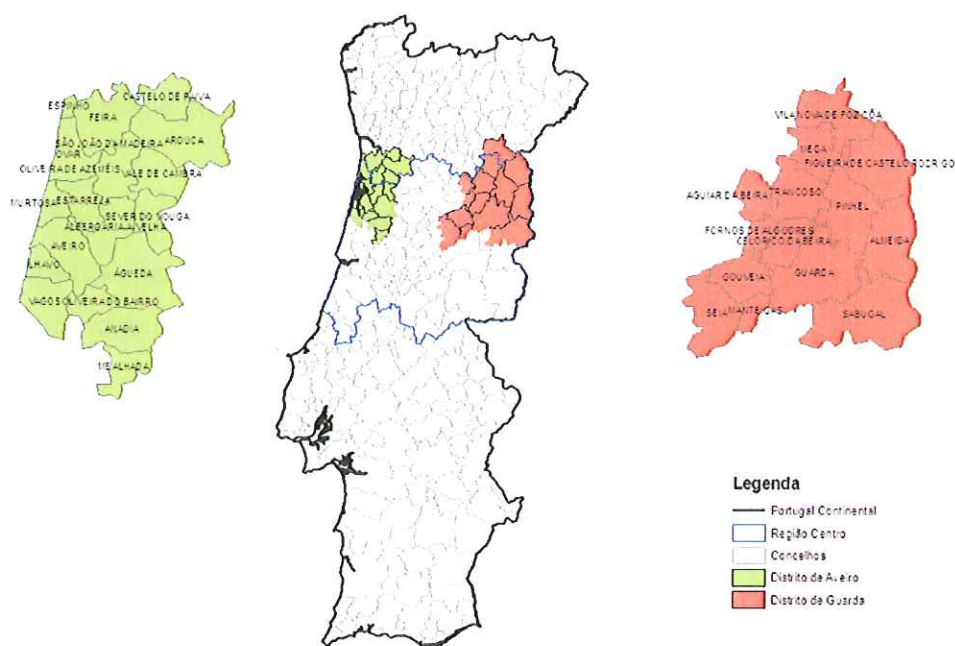 CASTELO DE PAIVA
ESPINHO
FEIRA
SÃO JOÃO DA MADEIRA
AROUCA
OVAR
OLIVEIRA DE AZEMÉIS
VALE DE CAMBRA
ESTARREJA
MURTOSA
SEVER DO VOUGA
ALBERGARIA-A-VELHA
AVEIRO
ILHAVO
ÁGUEDA
VAGOS
OLIVEIRA DO BAIRRO
ANADIA
MEALHADA
VILA NOVA DE FOZ CÔA
MEDA
FIGUEIRA DE CASTELO RODRIGO
AGUIAR DA BEIRA
TRANCOSO
PINHEL
FORNOS DE ALGODRES
CELORICO DA BEIRA
ALMEIDA
GOUVEIA
GUARDA
SEIA
MANTEIGAS
SABUGAL
Legenda
Portugal Continental
Região Centro
Concelhos
Distrito de Aveiro
Distrito de Guarda